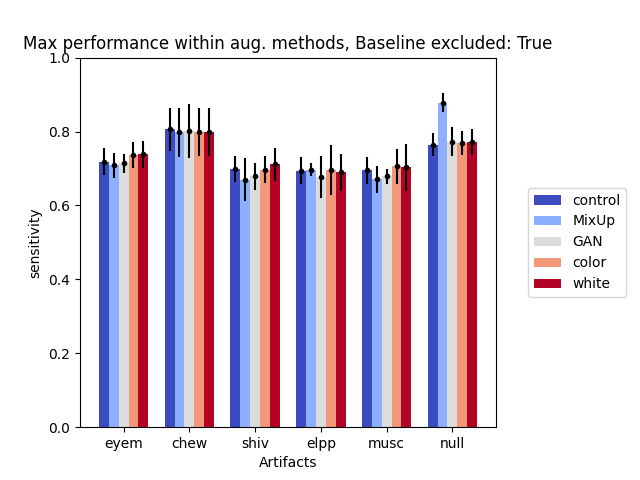 Max performance within aug. methods, Baseline excluded: True
1.0
0.8
0.6
0.4
0.2
0.0
sensitivity
eyem chew shiv elpp musc null
Artifacts
control
MixUp
GAN
color
white